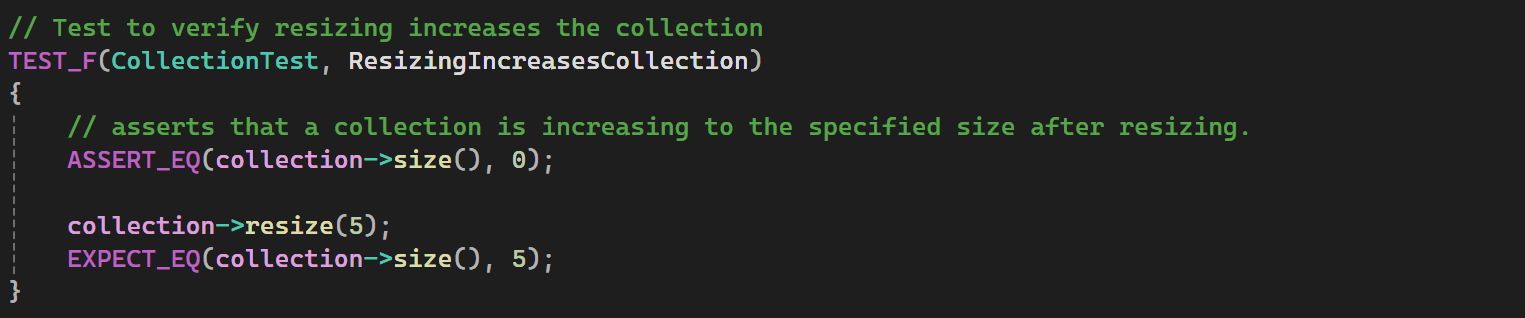 // Test to verify resizing increases the collection
TEST_F(CollectionTest, ResizingIncreasesCollection)
{
    // asserts that a collection is increasing to the specified size after resizing.
    ASSERT_EQ(collection->size(), 0);

    collection->resize(5);
    EXPECT_EQ(collection->size(), 5);
}